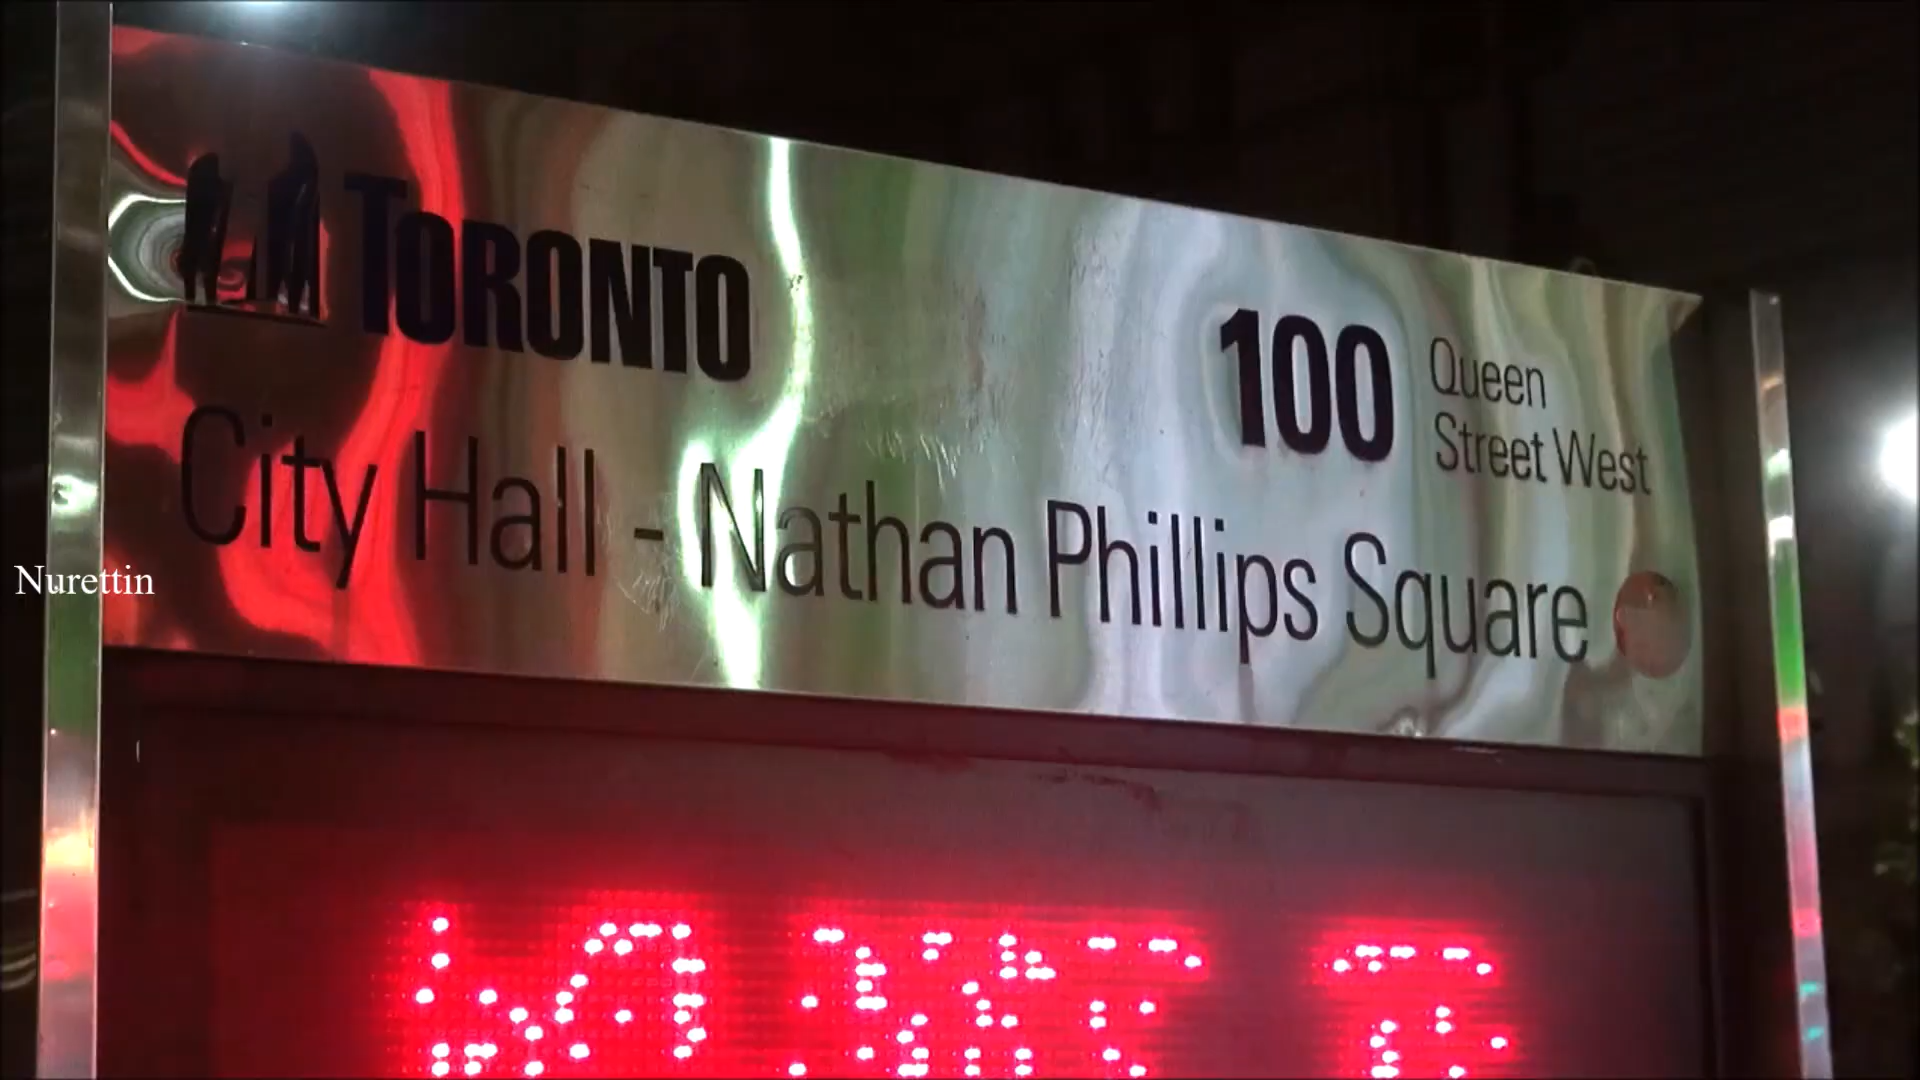 TORONTO
100 Queen
Street West
City Hall - Nathan Phillips Square
Nurettin